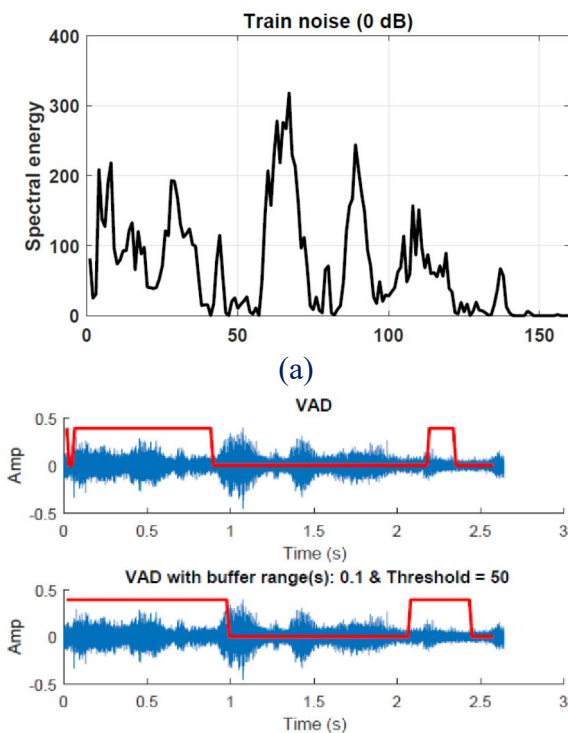 Train noise (0 dB)
400
300
200
100
0
Spectral energy
0 50 100 150
(a)
VAD
0.5
0
-0.5
Amp
0 0.5 1 1.5 2 2.5 3
Time (s)
VAD with buffer range(s): 0.1 & Threshold = 50
0.5
0
-0.5
Amp
0 0.5 1 1.5 2 2.5 3
Time (s)